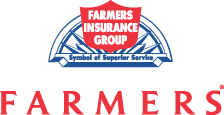 FARMERS
INSURANCE
GROUP
Symbol of Superior Service
FARMERS®